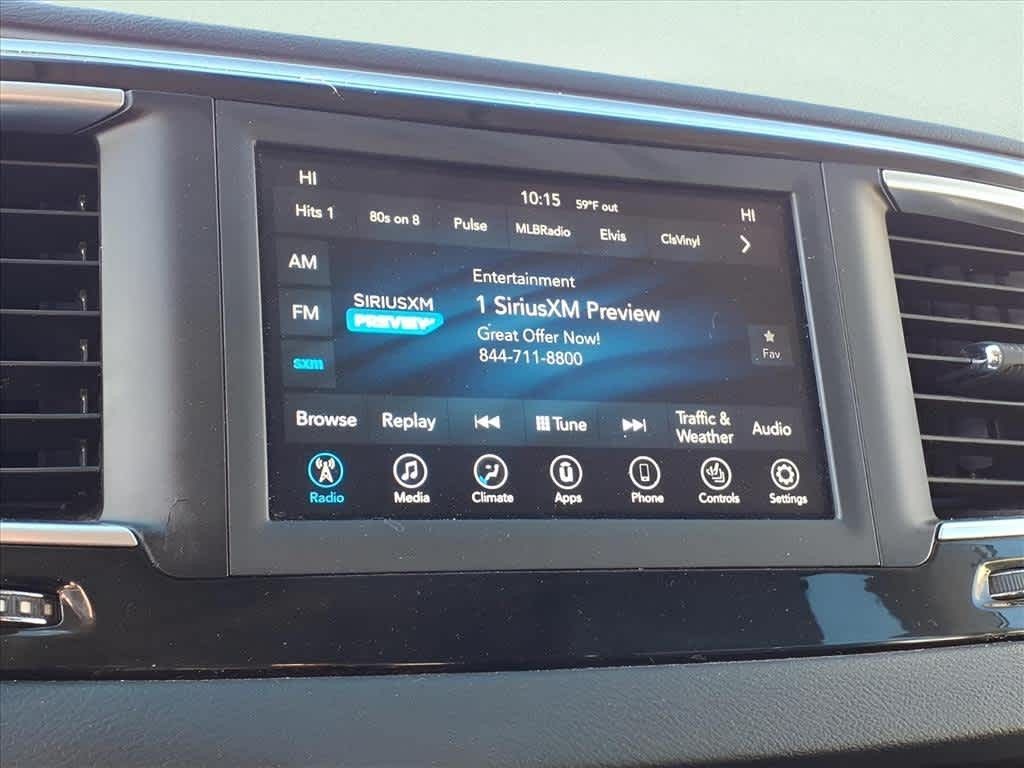 HI 10:15 59°F out HI
Hits 1 80s on 8 Pulse MLBRadio Elvis ClsVinyl
AM
FM
sxm
SIRIUSXM
PREVIEW
Entertainment
1 SiriusXM Preview
Great Offer Now!
844-711-8800
Fav
Browse Replay Tune Traffic & Weather Audio
Radio Media Climate Apps Phone Controls Settings